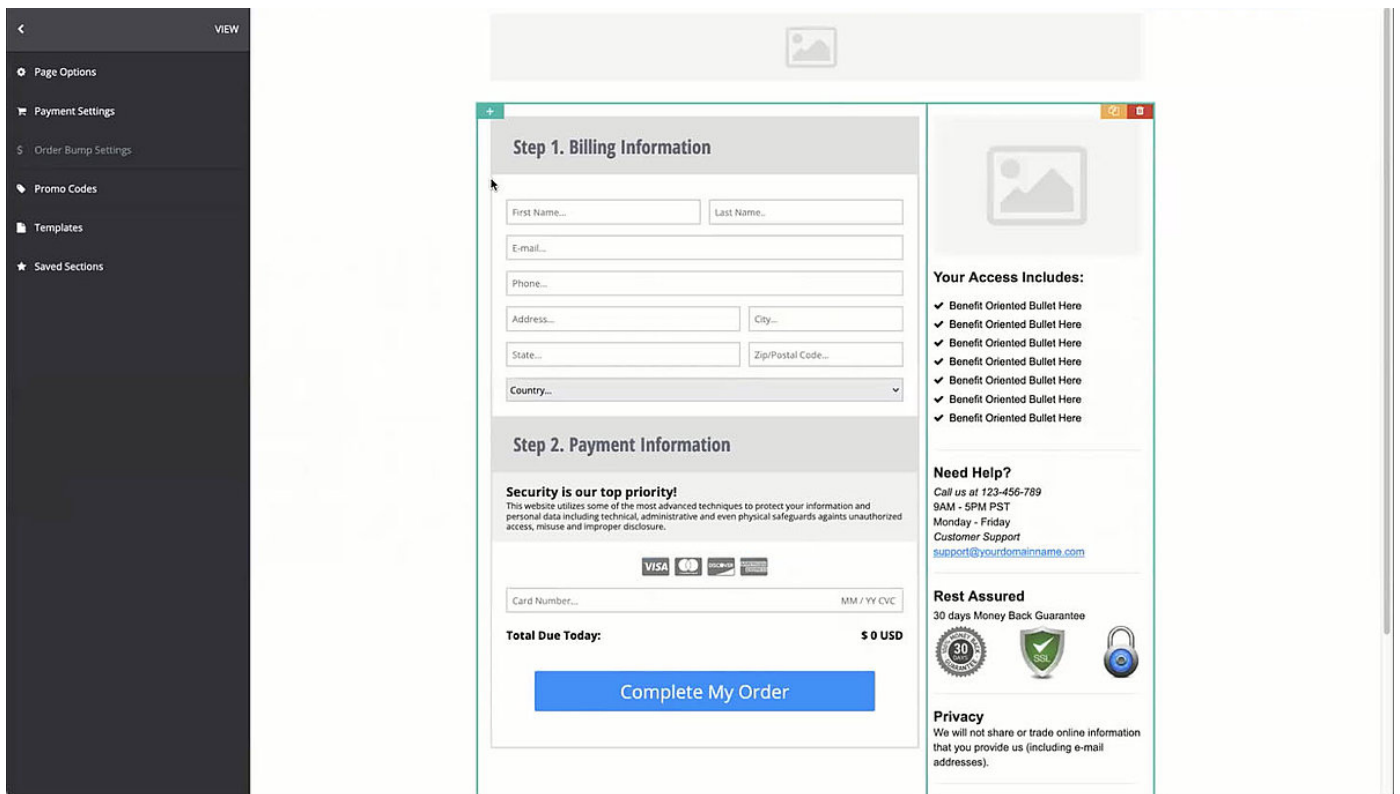 VIEW
Page Options
Payment Settings
$ Order Bump Settings
Promo Codes
Templates
Saved Sections
+
Step 1. Billing Information
First Name...
Last Name..
E-mail...
Phone...
Address...
City...
State...
Zip/Postal Code...
Country...
Step 2. Payment Information
Security is our top priority!
This website utilizes some of the most advanced techniques to protect your information and
personal data including technical, administrative and even physical safeguards againts unauthorized
access, misuse and improper disclosure.
VISA
DISCOVER
Card Number...
MM / YY CVC
Total Due Today:
$ 0 USD
Complete My Order
Your Access Includes:
Benefit Oriented Bullet Here
Benefit Oriented Bullet Here
Benefit Oriented Bullet Here
Benefit Oriented Bullet Here
Benefit Oriented Bullet Here
Benefit Oriented Bullet Here
Benefit Oriented Bullet Here
Need Help?
Call us at 123-456-789
9AM - 5PM PST
Monday - Friday
Customer Support
support@yourdomainname.com
Rest Assured
30 days Money Back Guarantee
100% MONEY BACK
30
DAYS
GUARANTEE
SSL
Privacy
We will not share or trade online information
that you provide us (including e-mail
addresses).